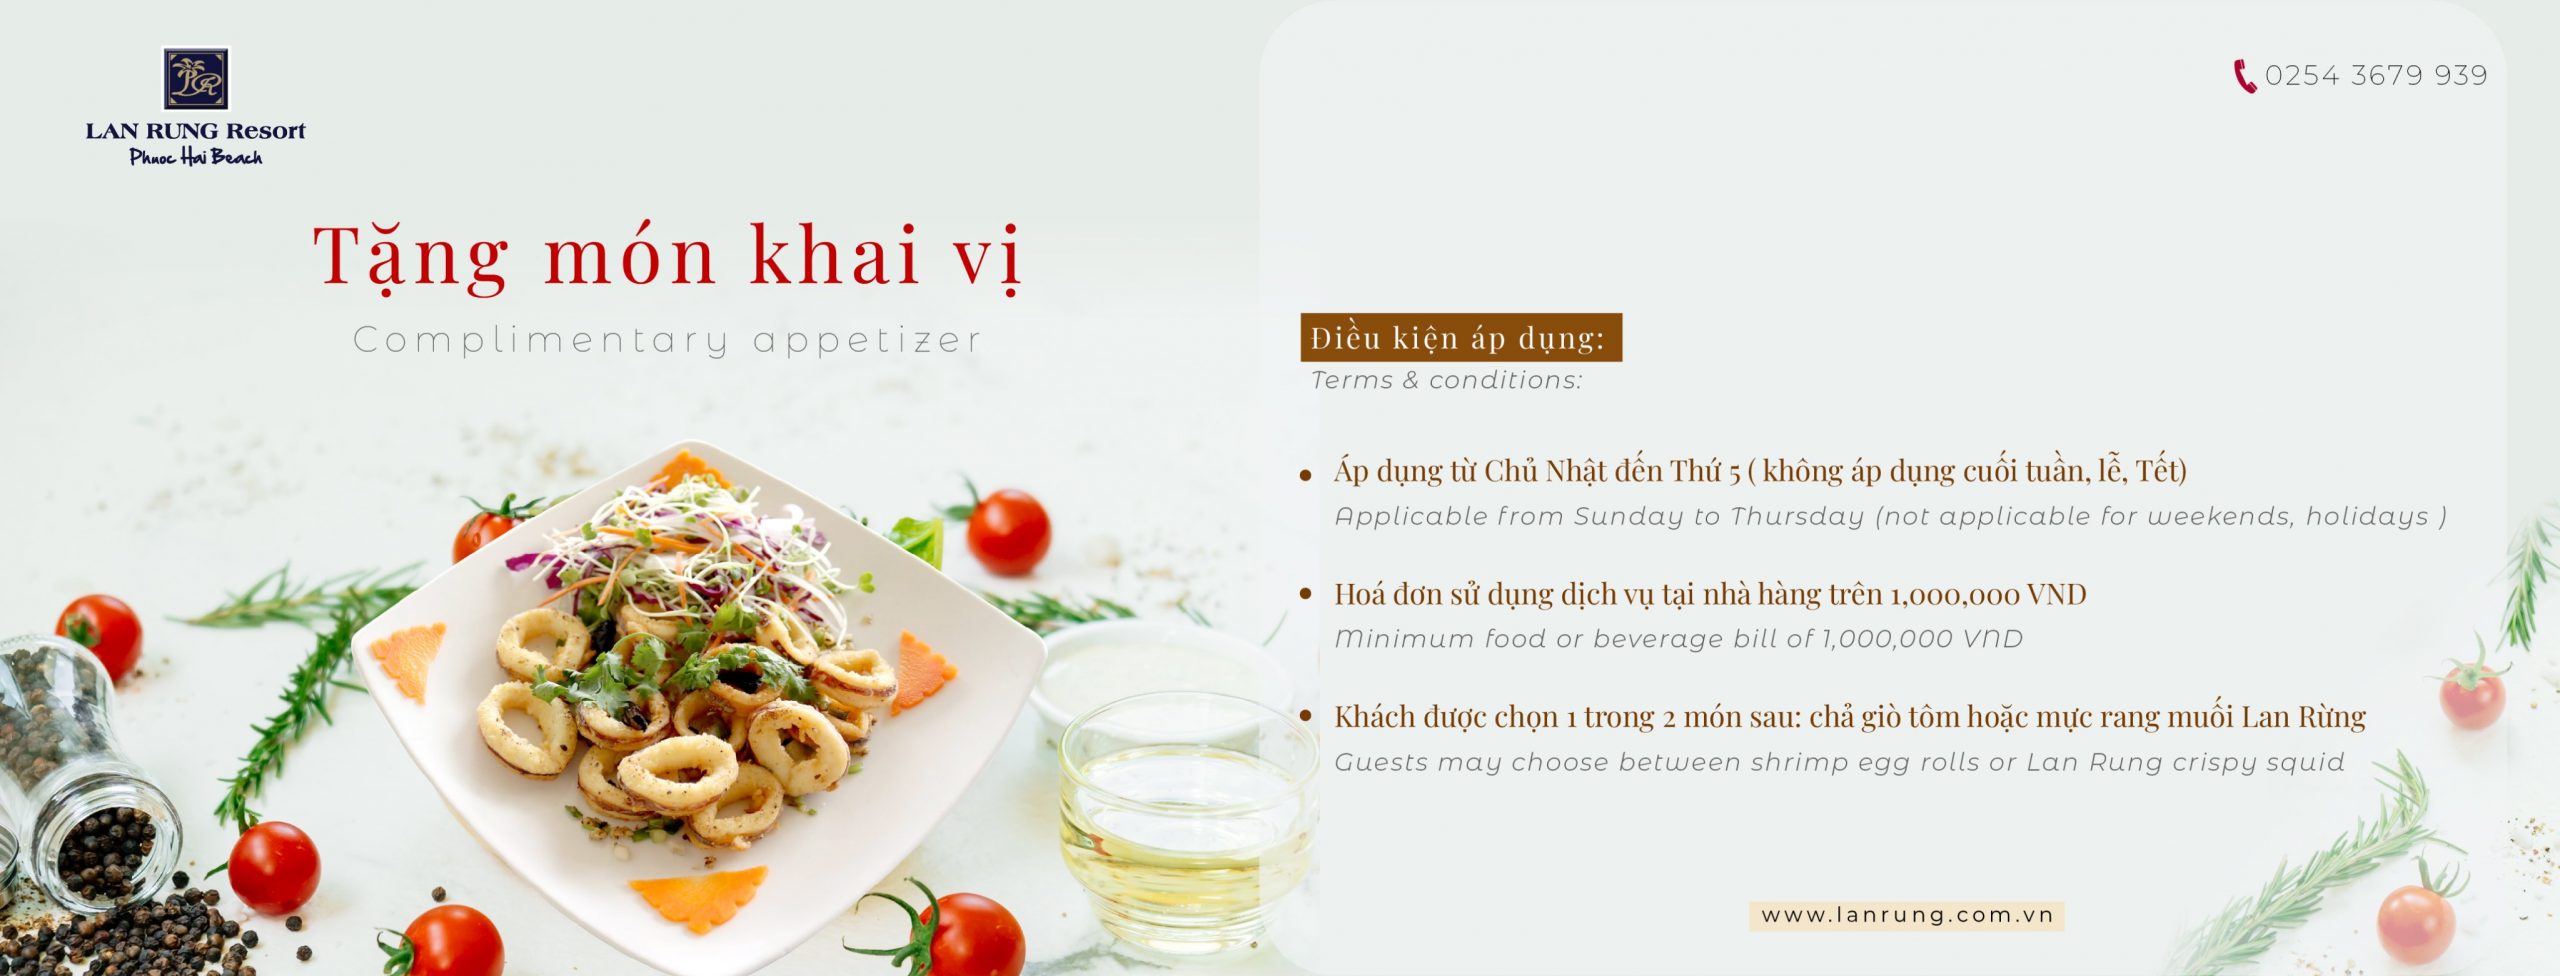 LAN RUNG Resort
Phuoc Hai Beach
0254 3679 939
Tặng món khai vị
Complimentary appetizer
Điều kiện áp dụng:
Terms & conditions:
Áp dụng từ Chủ Nhật đến Thứ 5 ( không áp dụng cuối tuần, lễ, Tết)
Applicable from Sunday to Thursday (not applicable for weekends, holidays )
Hoá đơn sử dụng dịch vụ tại nhà hàng trên 1,000,000 VND
Minimum food or beverage bill of 1,000,000 VND
Khách được chọn 1 trong 2 món sau: chả giò tôm hoặc mực rang muối Lan Rừng
Guests may choose between shrimp egg rolls or Lan Rung crispy squid
www.lanrung.com.vn